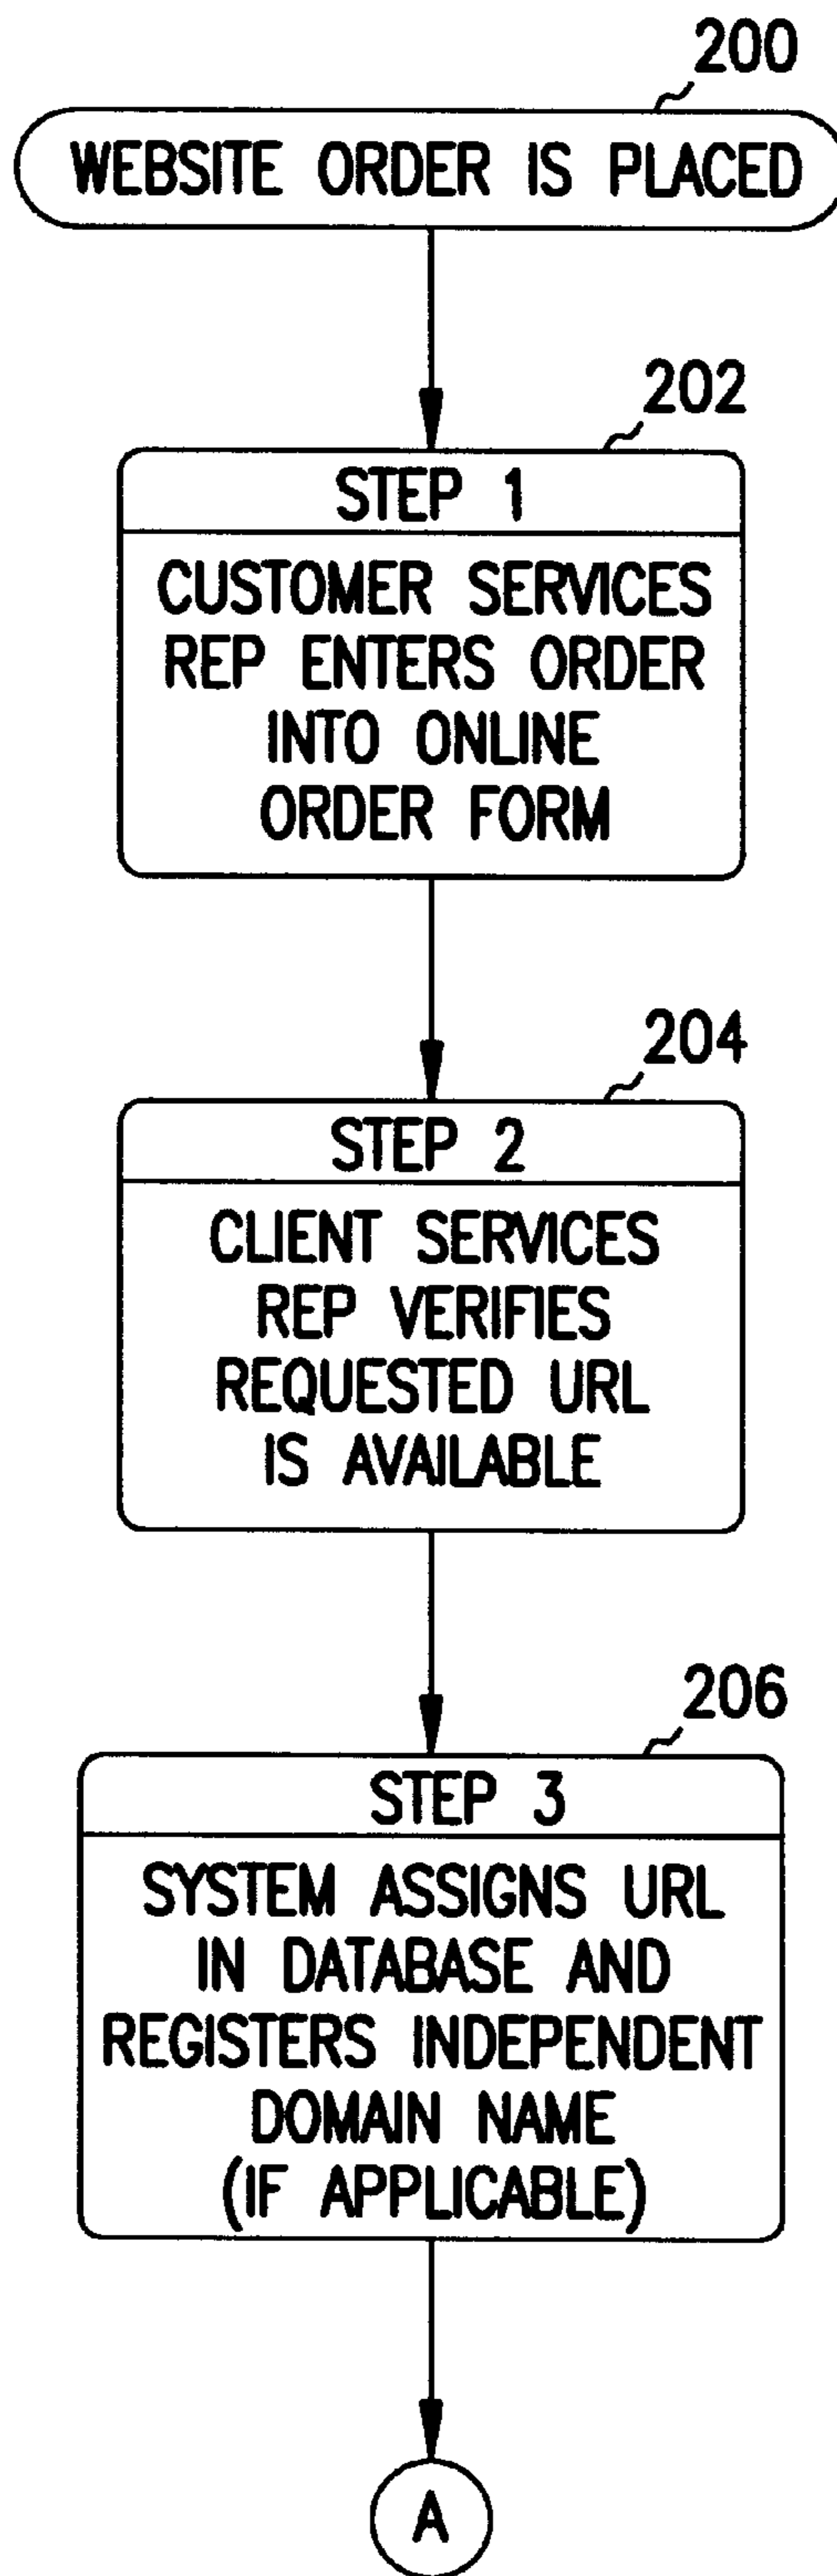 200
WEBSITE ORDER IS PLACED
202
STEP 1
CUSTOMER SERVICES
REP ENTERS ORDER
INTO ONLINE
ORDER FORM
204
STEP 2
CLIENT SERVICES
REP VERIFIES
REQUESTED URL
IS AVAILABLE
206
STEP 3
SYSTEM ASSIGNS URL
IN DATABASE AND
REGISTERS INDEPENDENT
DOMAIN NAME
(IF APPLICABLE)
A